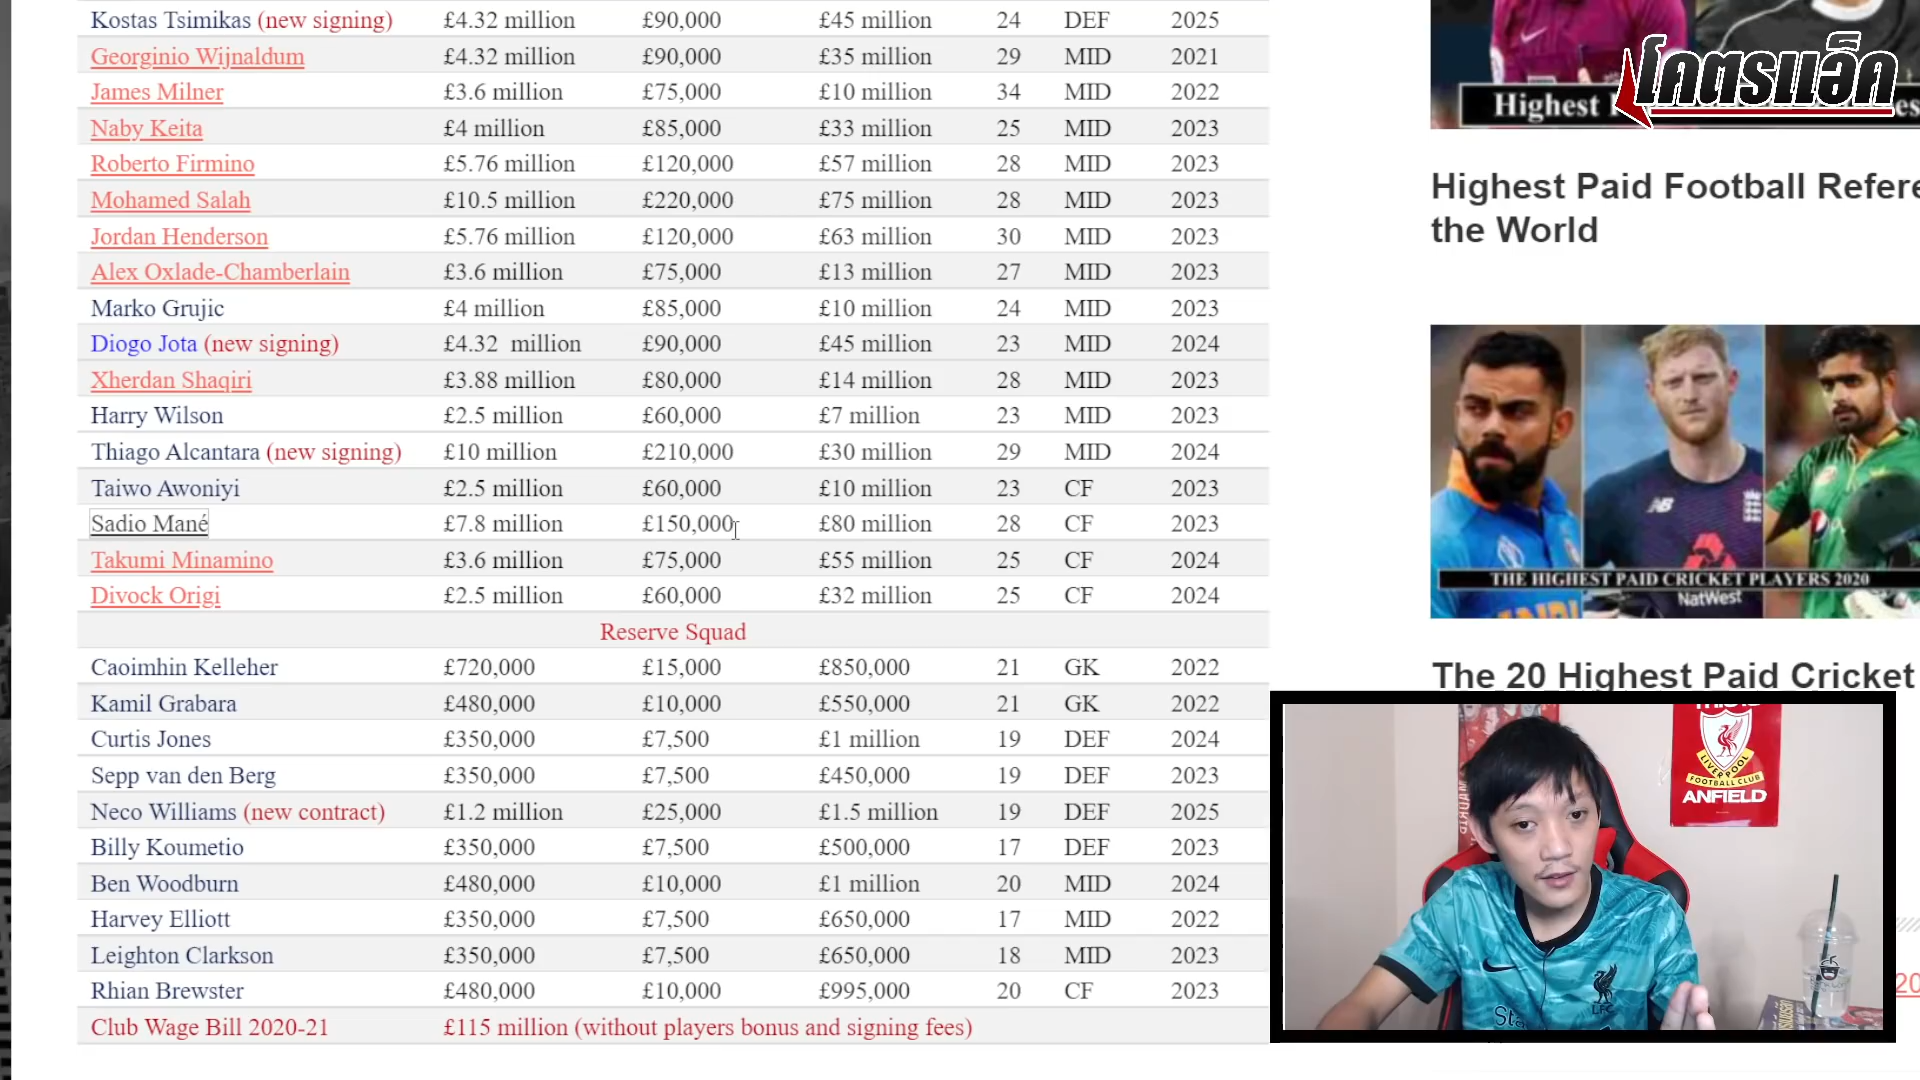 Kostas Tsimikas (new signing) £4.32 million £90,000 £45 million 24 DEF 2025
Georginio Wijnaldum £4.32 million £90,000 £35 million 29 MID 2021
James Milner £3.6 million £75,000 £10 million 34 MID 2022
Naby Keita £4 million £85,000 £33 million 25 MID 2023
Roberto Firmino £5.76 million £120,000 £57 million 28 MID 2023
Mohamed Salah £10.5 million £220,000 £75 million 28 MID 2023
Jordan Henderson £5.76 million £120,000 £63 million 30 MID 2023
Alex Oxlade-Chamberlain £3.6 million £75,000 £13 million 27 MID 2023
Marko Grujic £4 million £85,000 £10 million 24 MID 2023
Diogo Jota (new signing) £4.32 million £90,000 £45 million 23 MID 2024
Xherdan Shaqiri £3.88 million £80,000 £14 million 28 MID 2023
Harry Wilson £2.5 million £60,000 £7 million 23 MID 2023
Thiago Alcantara (new signing) £10 million £210,000 £30 million 29 MID 2024
Taiwo Awoniyi £2.5 million £60,000 £10 million 23 CF 2023
Sadio Mané £7.8 million £150,000 £80 million 28 CF 2023
Takumi Minamino £3.6 million £75,000 £55 million 25 CF 2024
Divock Origi £2.5 million £60,000 £32 million 25 CF 2024
Reserve Squad
Caoimhin Kelleher £720,000 £15,000 £850,000 21 GK 2022
Kamil Grabara £480,000 £10,000 £550,000 21 GK 2022
Curtis Jones £350,000 £7,500 £1 million 19 DEF 2024
Sepp van den Berg £350,000 £7,500 £450,000 19 DEF 2023
Neco Williams (new contract) £1.2 million £25,000 £1.5 million 19 DEF 2025
Billy Koumetio £350,000 £7,500 £500,000 17 DEF 2023
Ben Woodburn £480,000 £10,000 £1 million 20 MID 2024
Harvey Elliott £350,000 £7,500 £650,000 17 MID 2022
Leighton Clarkson £350,000 £7,500 £650,000 18 MID 2023
Rhian Brewster £480,000 £10,000 £995,000 20 CF 2023
Club Wage Bill 2020-21 £115 million (without players bonus and signing fees)
โคตรแอ็ค
Highest
es
Highest Paid Football Refere
the World
NB
THE HIGHEST PAID CRICKET PLAYERS 2020
NatWest
The 20 Highest Paid Cricket
20
LIVERPOOL
FOOTBALL CLUB
ANFIELD
LFC
Sta